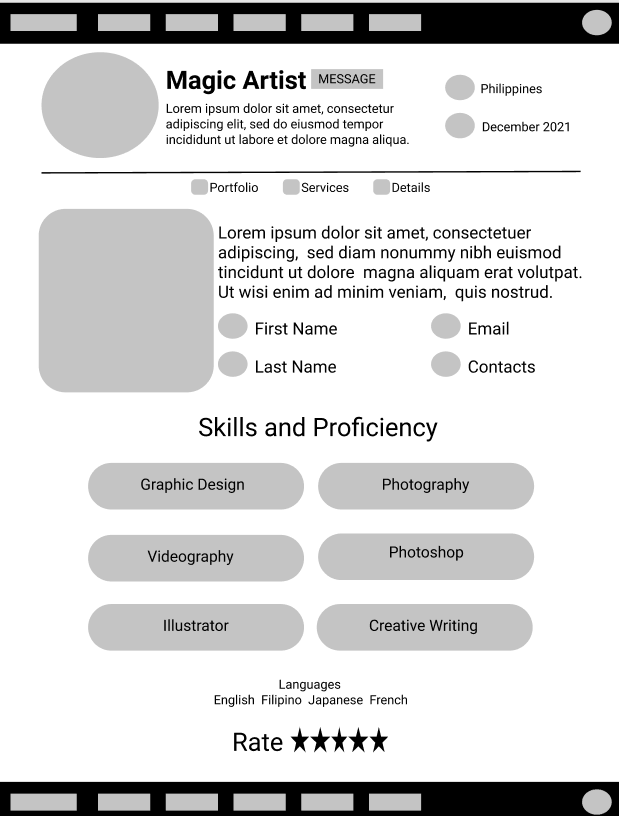 Magic Artist MESSAGE
Lorem ipsum dolor sit amet, consectetur
adipiscing elit, sed do eiusmod tempor
incididunt ut labore et dolore magna aliqua.
Philippines
December 2021
Portfolio Services Details
Lorem ipsum dolor sit amet, consectetuer
adipiscing, sed diam nonummy nibh euismod
tincidunt ut dolore magna aliquam erat volutpat.
Ut wisi enim ad minim veniam, quis nostrud.
First Name Email
Last Name Contacts
Skills and Proficiency
Graphic Design Photography
Videography Photoshop
Illustrator Creative Writing
Languages
English Filipino Japanese French
Rate ★★★★★